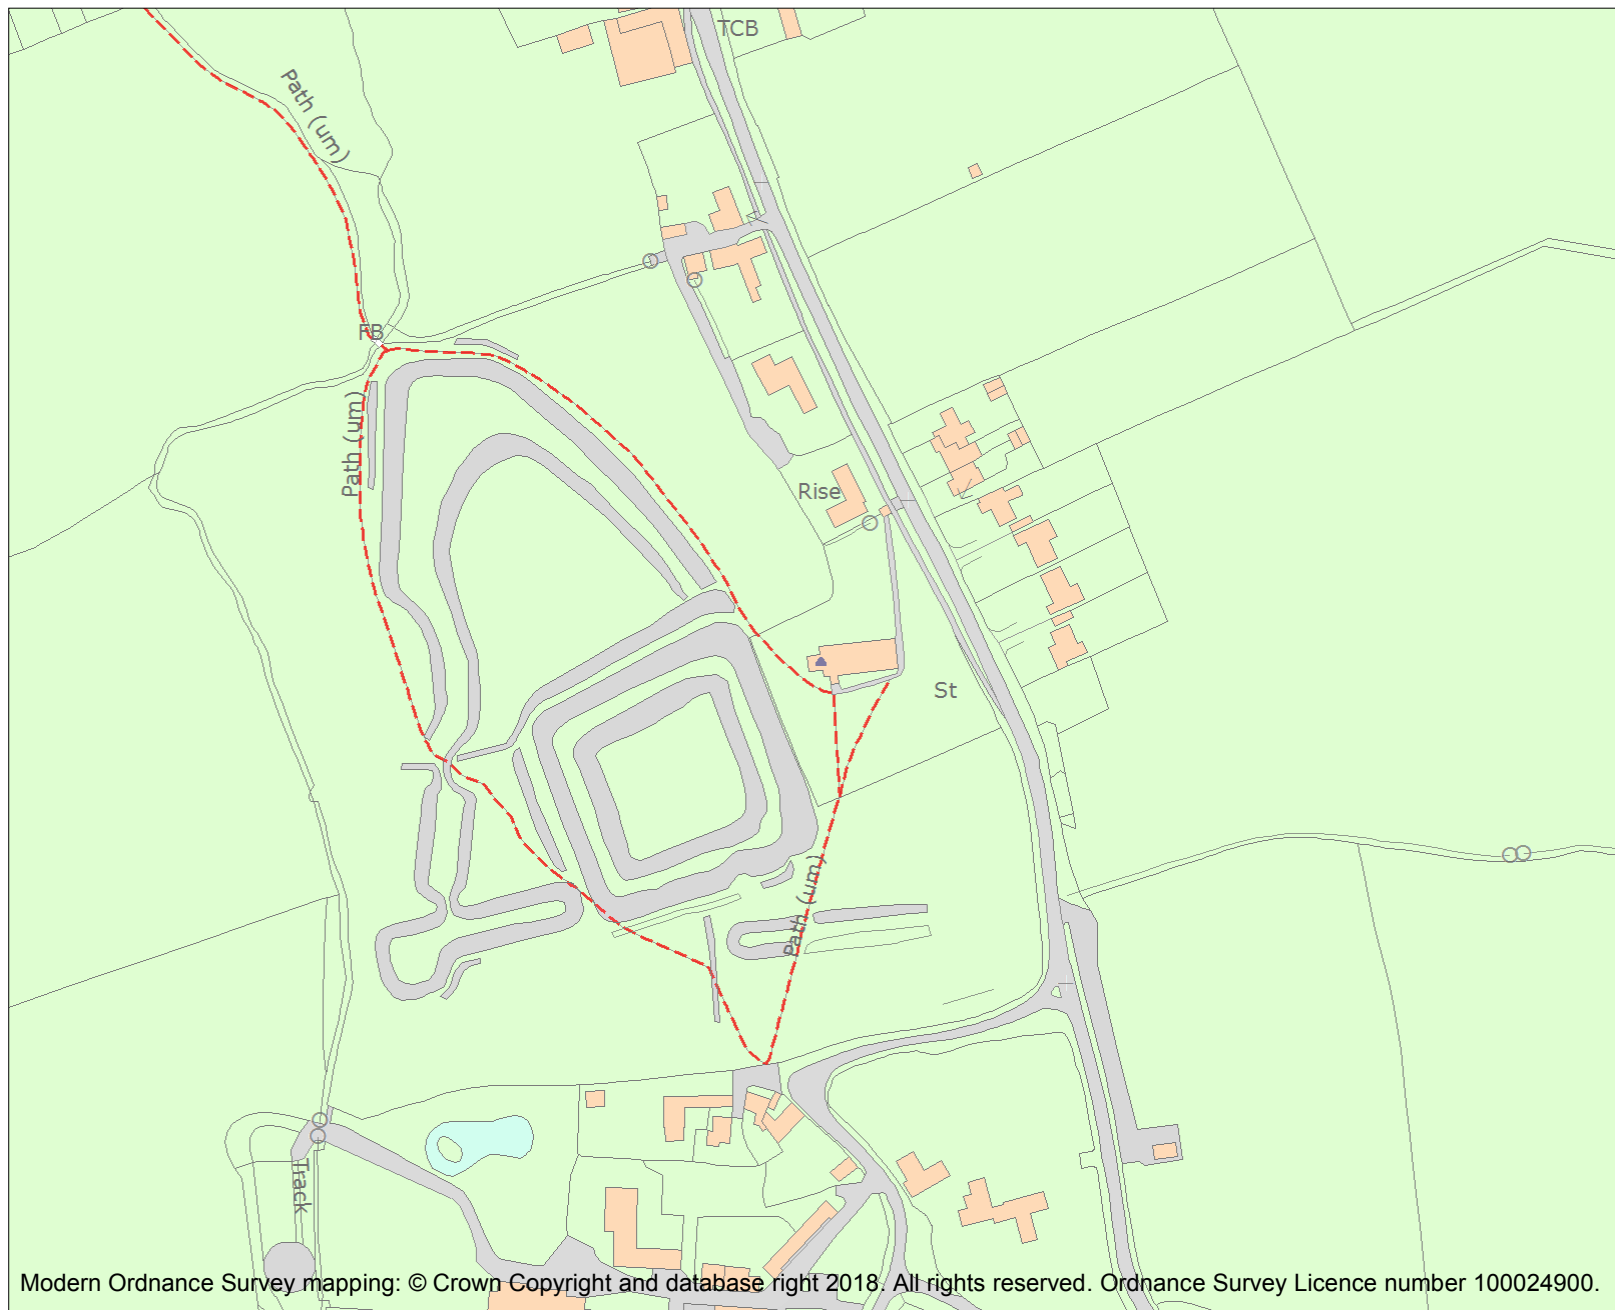 TCB
Path (um)
FB
Path (um)
Rise
St
Path (um)
Track
Modern Ordnance Survey mapping: © Crown Copyright and database right 2018. All rights reserved. Ordnance Survey Licence number 100024900.